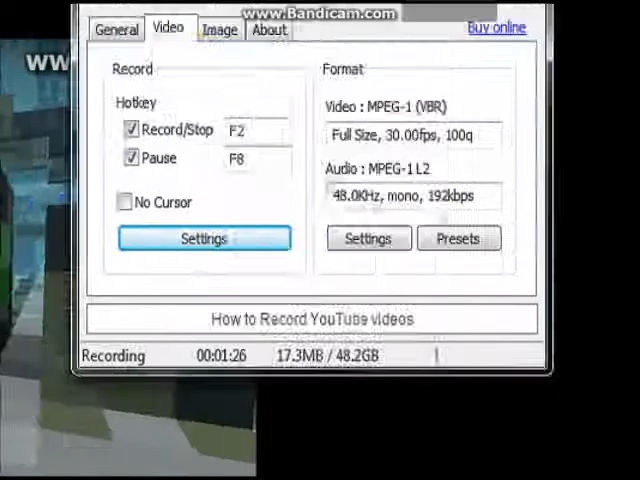 www.Bandicam.com
General Video Image About Buy online
ww
Record Format
Hotkey Video : MPEG-1 (VBR)
Record/Stop F2 Full Size, 30.00fps, 100q
Pause F8 Audio : MPEG-1 L2
No Cursor 48.0KHz, mono, 192kbps
Settings Settings Presets
How to Record YouTube videos
Recording 00:01:26 17.3MB / 48.2GB